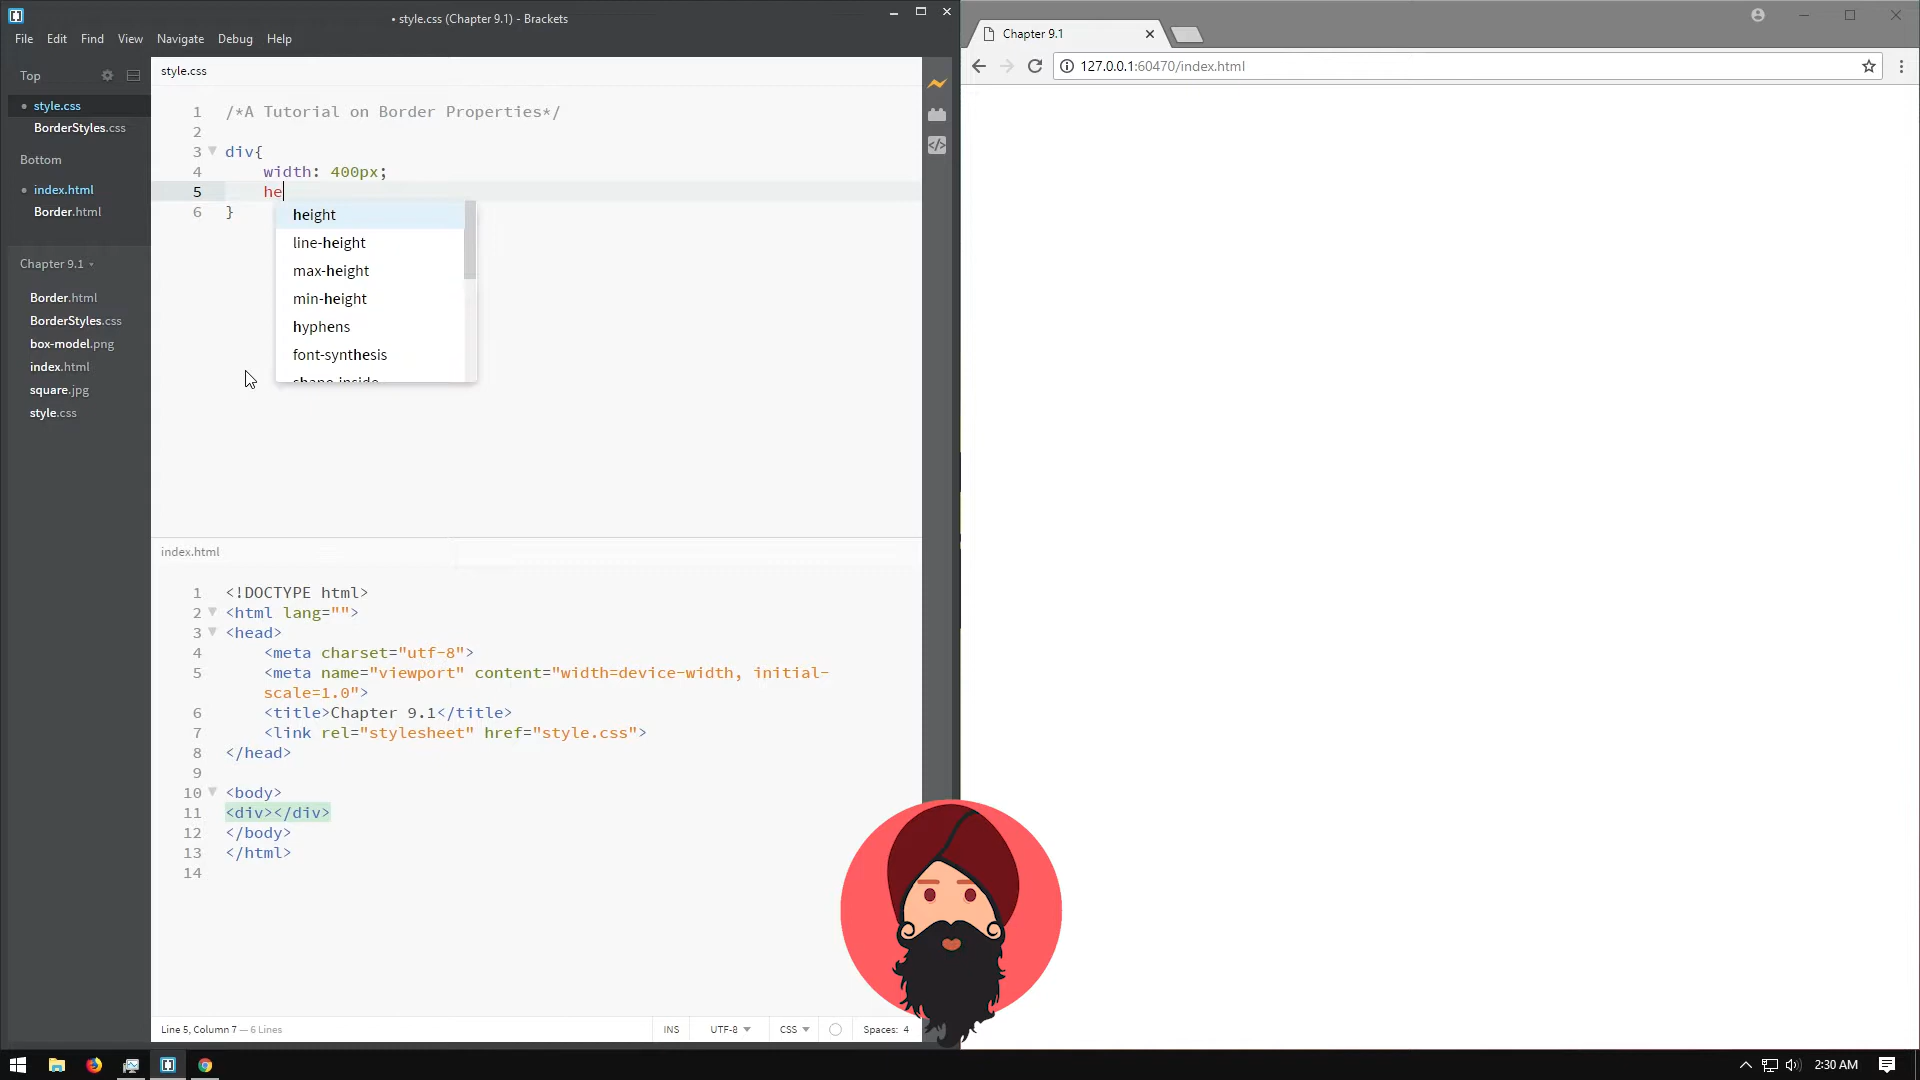 • style.css (Chapter 9.1) - Brackets
File Edit Find View Navigate Debug Help
Top
style.css
BorderStyles.css
Bottom
index.html
Border.html
Chapter 9.1
Border.html
BorderStyles.css
box-model.png
index.html
square.jpg
style.css
style.css
1 /*A Tutorial on Border Properties*/
2
3 div{
4 width: 400px;
5 he
6 }
height
line-height
max-height
min-height
hyphens
font-synthesis
shape-inside
index.html
1 <!DOCTYPE html>
2 <html lang="">
3 <head>
4 <meta charset="utf-8">
5 <meta name="viewport" content="width=device-width, initial-
scale=1.0">
6 <title>Chapter 9.1</title>
7 <link rel="stylesheet" href="style.css">
8 </head>
9
10 <body>
11 <div></div>
12 </body>
13 </html>
14
Line 5, Column 7 — 6 Lines
INS UTF-8 CSS Spaces: 4
Chapter 9.1
127.0.0.1:60470/index.html
2:30 AM